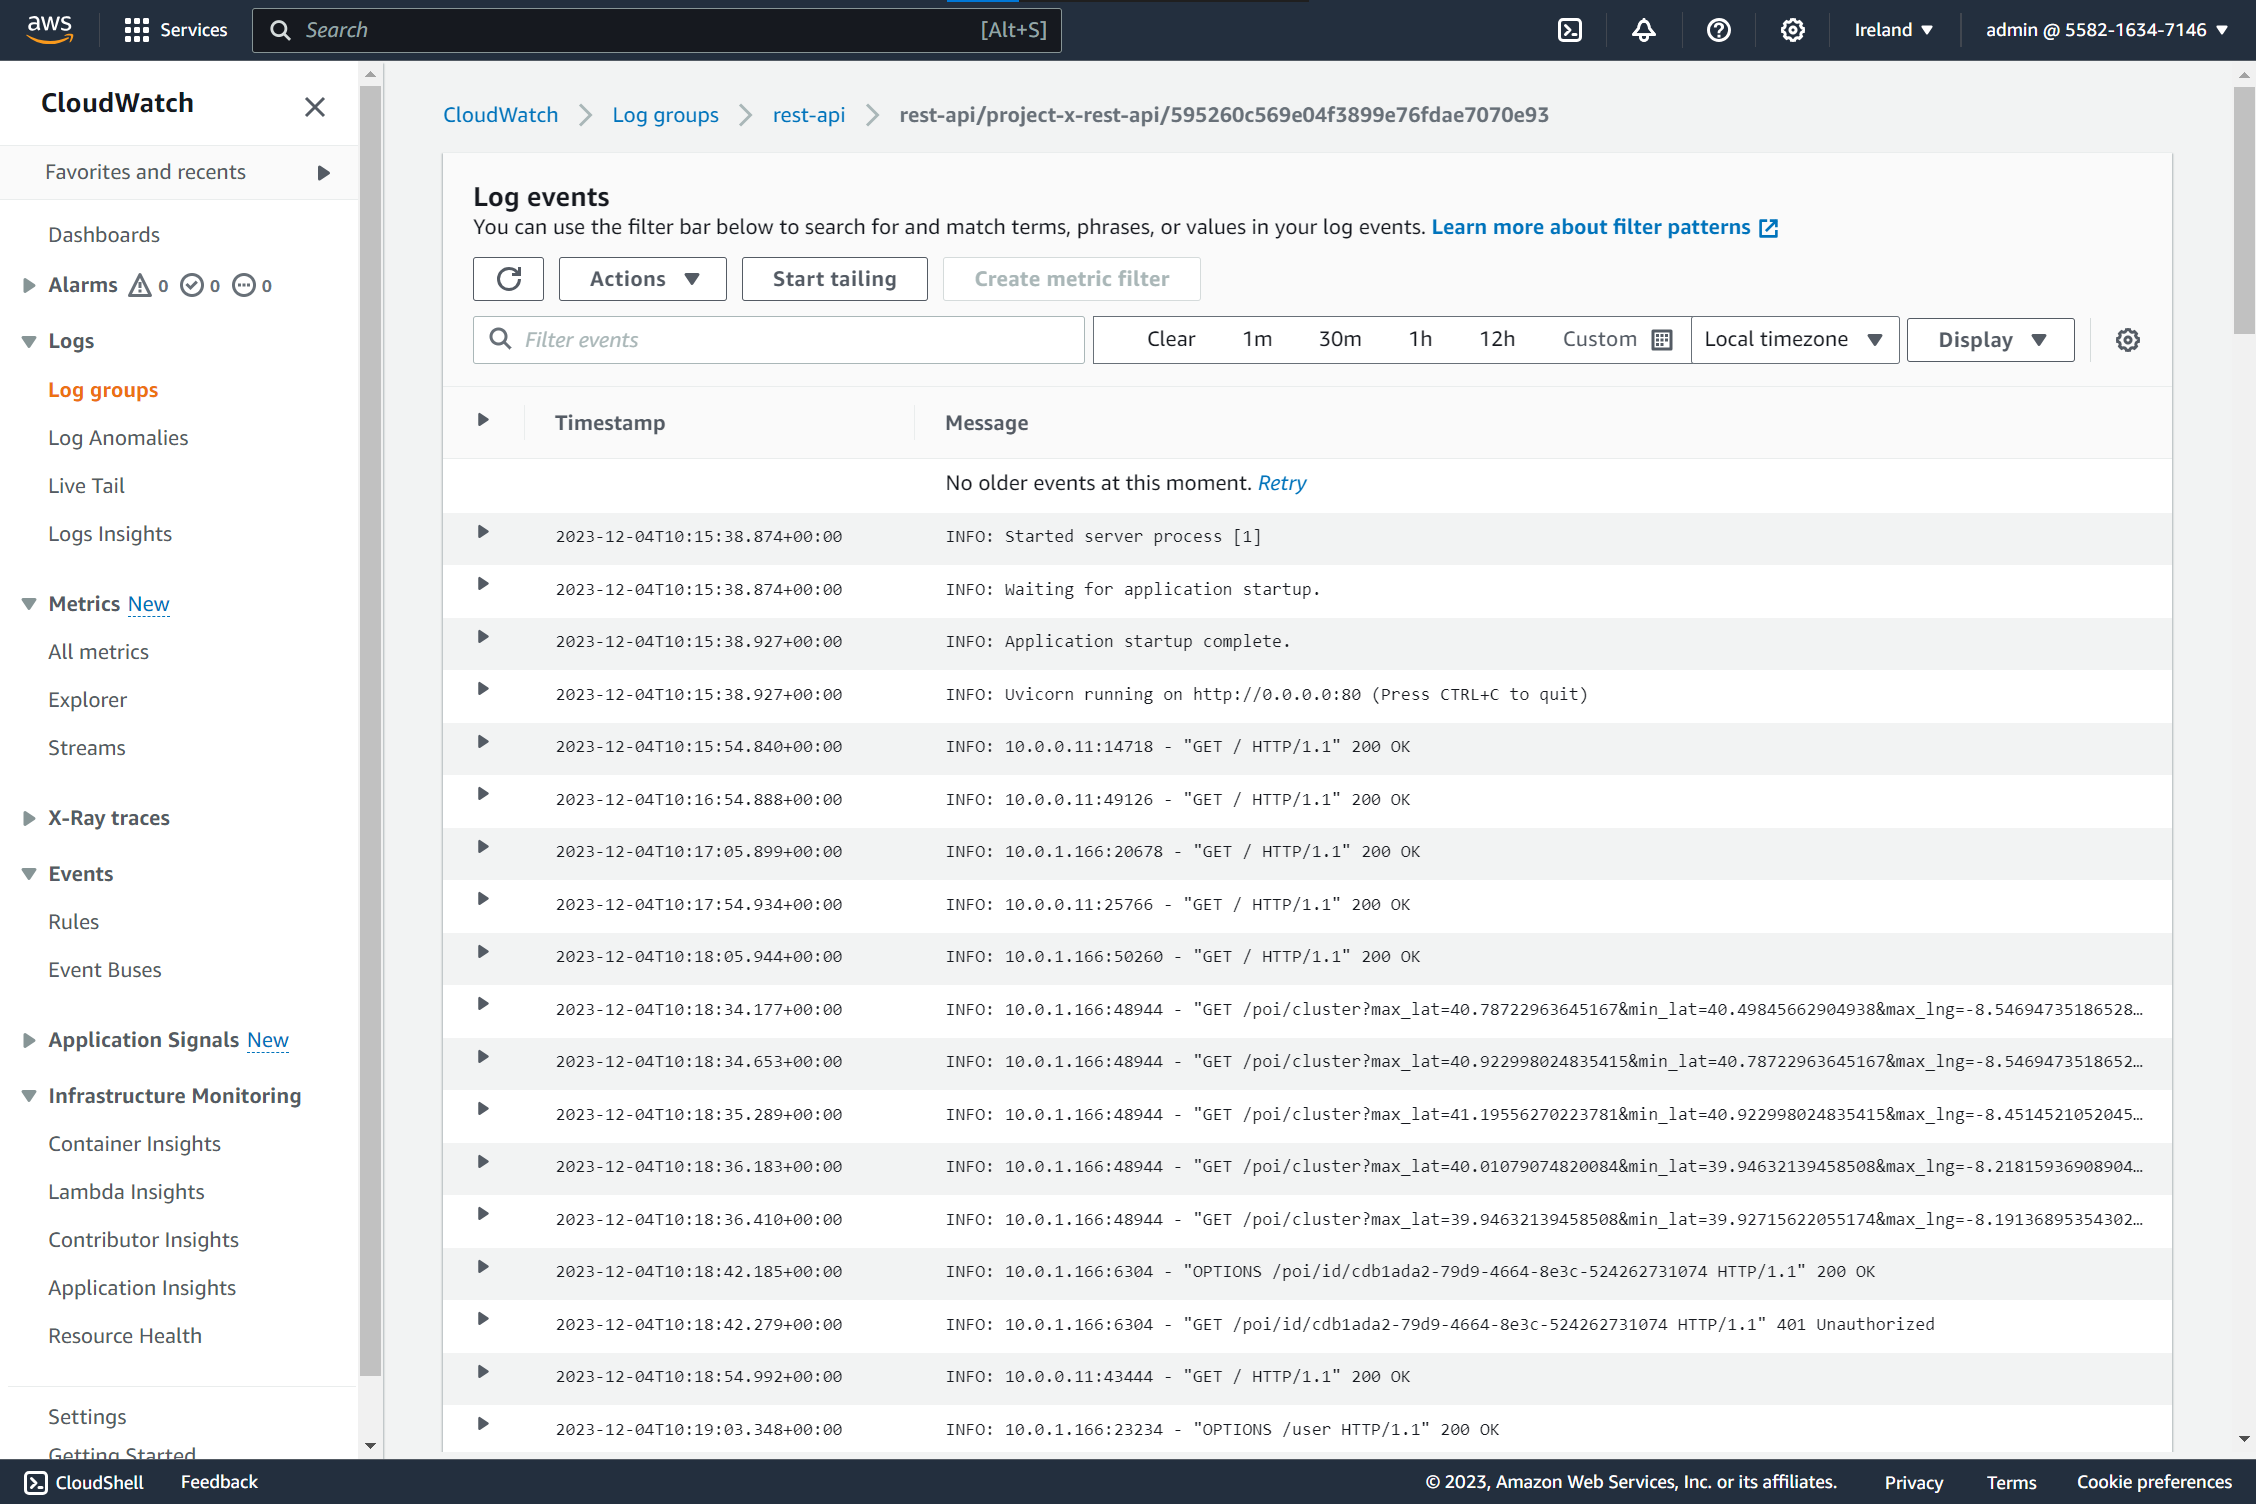 aws
Services
Search [Alt+S]
Ireland
admin @ 5582-1634-7146
CloudWatch
Favorites and recents
Dashboards
Alarms 0 0 0
Logs
Log groups
Log Anomalies
Live Tail
Logs Insights
Metrics New
All metrics
Explorer
Streams
X-Ray traces
Events
Rules
Event Buses
Application Signals New
Infrastructure Monitoring
Container Insights
Lambda Insights
Contributor Insights
Application Insights
Resource Health
Settings
Getting Started
CloudWatch Log groups rest-api rest-api/project-x-rest-api/595260c569e04f3899e76fdae7070e93
Log events
You can use the filter bar below to search for and match terms, phrases, or values in your log events. Learn more about filter patterns
Actions Start tailing Create metric filter
Filter events Clear 1m 30m 1h 12h Custom Local timezone Display
Timestamp Message
No older events at this moment. Retry
2023-12-04T10:15:38.874+00:00 INFO: Started server process [1]
2023-12-04T10:15:38.874+00:00 INFO: Waiting for application startup.
2023-12-04T10:15:38.927+00:00 INFO: Application startup complete.
2023-12-04T10:15:38.927+00:00 INFO: Uvicorn running on http://0.0.0.0:80 (Press CTRL+C to quit)
2023-12-04T10:15:54.840+00:00 INFO: 10.0.0.11:14718 - "GET / HTTP/1.1" 200 OK
2023-12-04T10:16:54.888+00:00 INFO: 10.0.0.11:49126 - "GET / HTTP/1.1" 200 OK
2023-12-04T10:17:05.899+00:00 INFO: 10.0.1.166:20678 - "GET / HTTP/1.1" 200 OK
2023-12-04T10:17:54.934+00:00 INFO: 10.0.0.11:25766 - "GET / HTTP/1.1" 200 OK
2023-12-04T10:18:05.944+00:00 INFO: 10.0.1.166:50260 - "GET / HTTP/1.1" 200 OK
2023-12-04T10:18:34.177+00:00 INFO: 10.0.1.166:48944 - "GET /poi/cluster?max_lat=40.78722963645167&min_lat=40.49845662904938&max_lng=-8.54694735186528…
2023-12-04T10:18:34.653+00:00 INFO: 10.0.1.166:48944 - "GET /poi/cluster?max_lat=40.922998024835415&min_lat=40.78722963645167&max_lng=-8.5469473518652…
2023-12-04T10:18:35.289+00:00 INFO: 10.0.1.166:48944 - "GET /poi/cluster?max_lat=41.19556270223781&min_lat=40.922998024835415&max_lng=-8.4514521052045…
2023-12-04T10:18:36.183+00:00 INFO: 10.0.1.166:48944 - "GET /poi/cluster?max_lat=40.01079074820084&min_lat=39.94632139458508&max_lng=-8.21815936908904…
2023-12-04T10:18:36.410+00:00 INFO: 10.0.1.166:48944 - "GET /poi/cluster?max_lat=39.94632139458508&min_lat=39.92715622055174&max_lng=-8.19136895354302…
2023-12-04T10:18:42.185+00:00 INFO: 10.0.1.166:6304 - "OPTIONS /poi/id/cdb1ada2-79d9-4664-8e3c-524262731074 HTTP/1.1" 200 OK
2023-12-04T10:18:42.279+00:00 INFO: 10.0.1.166:6304 - "GET /poi/id/cdb1ada2-79d9-4664-8e3c-524262731074 HTTP/1.1" 401 Unauthorized
2023-12-04T10:18:54.992+00:00 INFO: 10.0.0.11:43444 - "GET / HTTP/1.1" 200 OK
2023-12-04T10:19:03.348+00:00 INFO: 10.0.1.166:23234 - "OPTIONS /user HTTP/1.1" 200 OK
CloudShell Feedback © 2023, Amazon Web Services, Inc. or its affiliates. Privacy Terms Cookie preferences